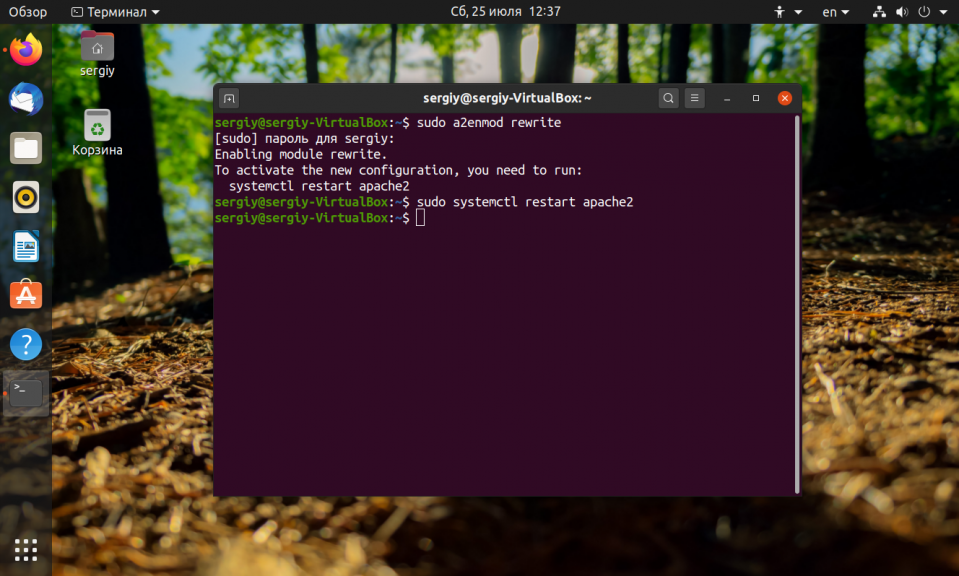 Обзор
Терминал
Сб, 25 июля 12:37
en
sergiy
Корзина
sergiy@sergiy-VirtualBox: ~
sergiy@sergiy-VirtualBox:~$ sudo a2enmod rewrite
[sudo] пароль для sergiy:
Enabling module rewrite.
To activate the new configuration, you need to run:
  systemctl restart apache2
sergiy@sergiy-VirtualBox:~$ sudo systemctl restart apache2
sergiy@sergiy-VirtualBox:~$